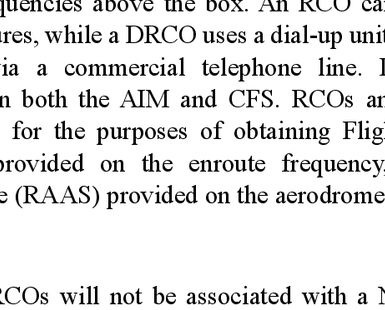 quencies above the box. An RCO ca
ures, while a DRCO uses a dial-up unit
via a commercial telephone line.
n both the AIM and CFS. RCOs an
for the purposes of obtaining Fligh
provided on the enroute frequency,
e (RAAS) provided on the aerodrome
RCOs will not be associated with a N